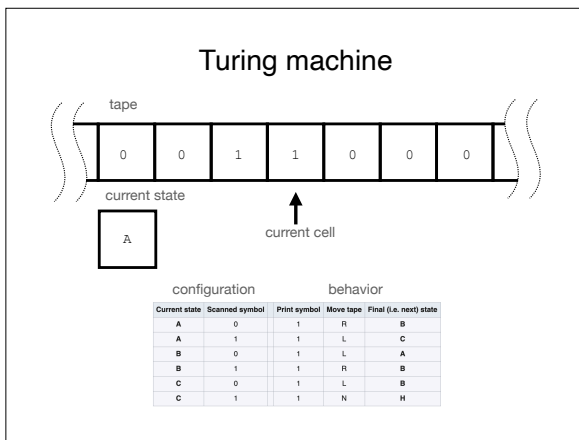 Turing machine
tape
0 0 1 1 0 0 0
current state
A
current cell
configuration behavior
Current state Scanned symbol Print symbol Move tape Final (i.e. next) state
A 0 1 R B
A 1 1 L C
B 0 1 L A
B 1 1 R B
C 0 1 L B
C 1 1 N H